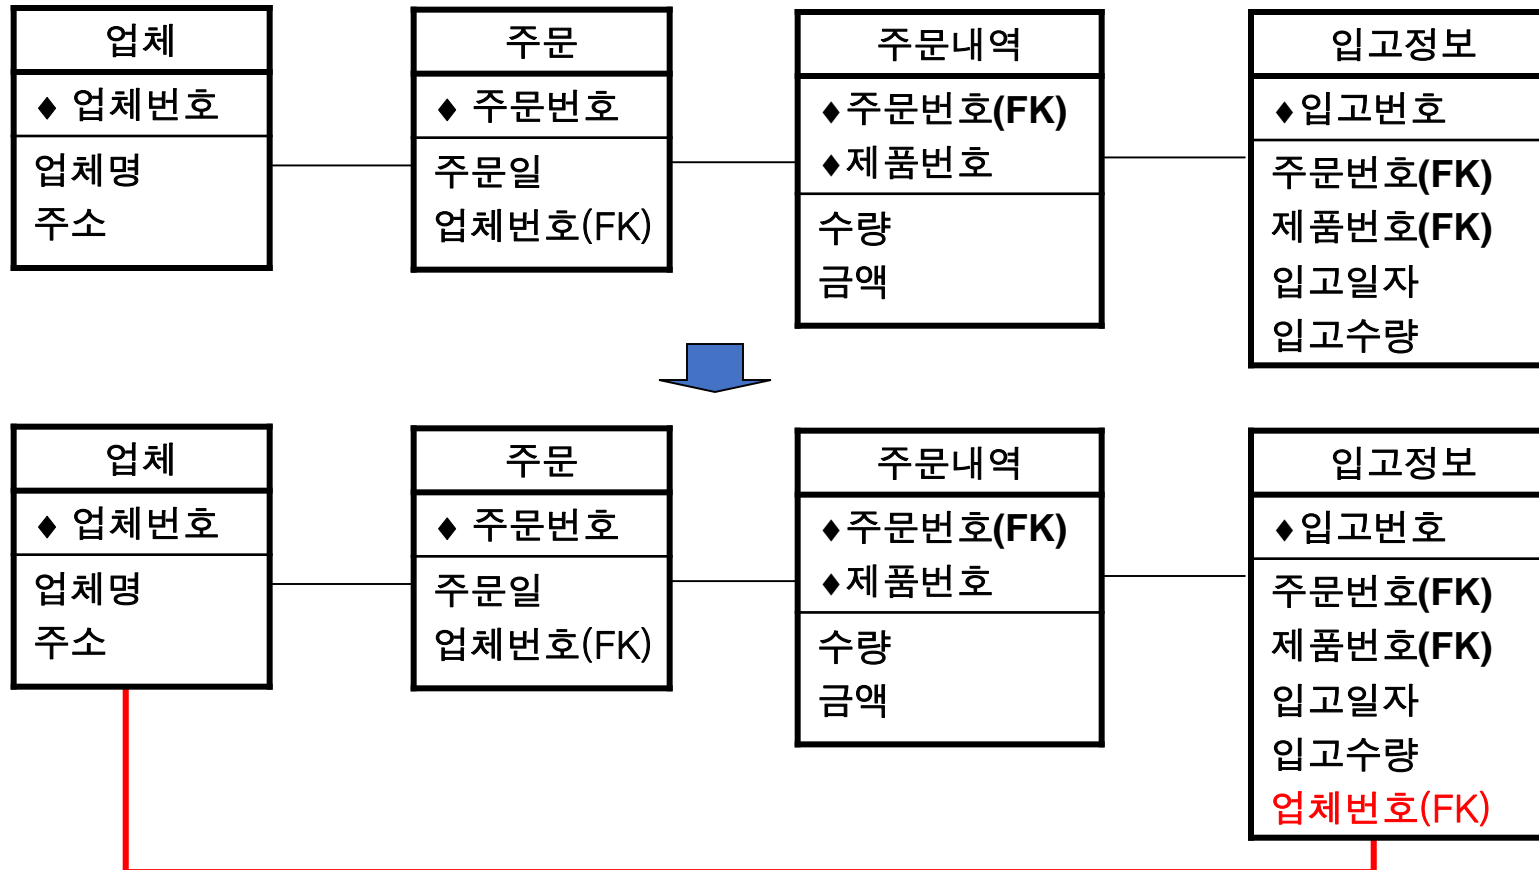 업체
♦ 업체번호
업체명
주소
주문
♦ 주문번호
주문일
업체번호(FK)
주문내역
♦주문번호(FK)
♦제품번호
수량
금액
입고정보
♦입고번호
주문번호(FK)
제품번호(FK)
입고일자
입고수량
업체
♦ 업체번호
업체명
주소
주문
♦ 주문번호
주문일
업체번호(FK)
주문내역
♦주문번호(FK)
♦제품번호
수량
금액
입고정보
♦입고번호
주문번호(FK)
제품번호(FK)
입고일자
입고수량
업체번호(FK)